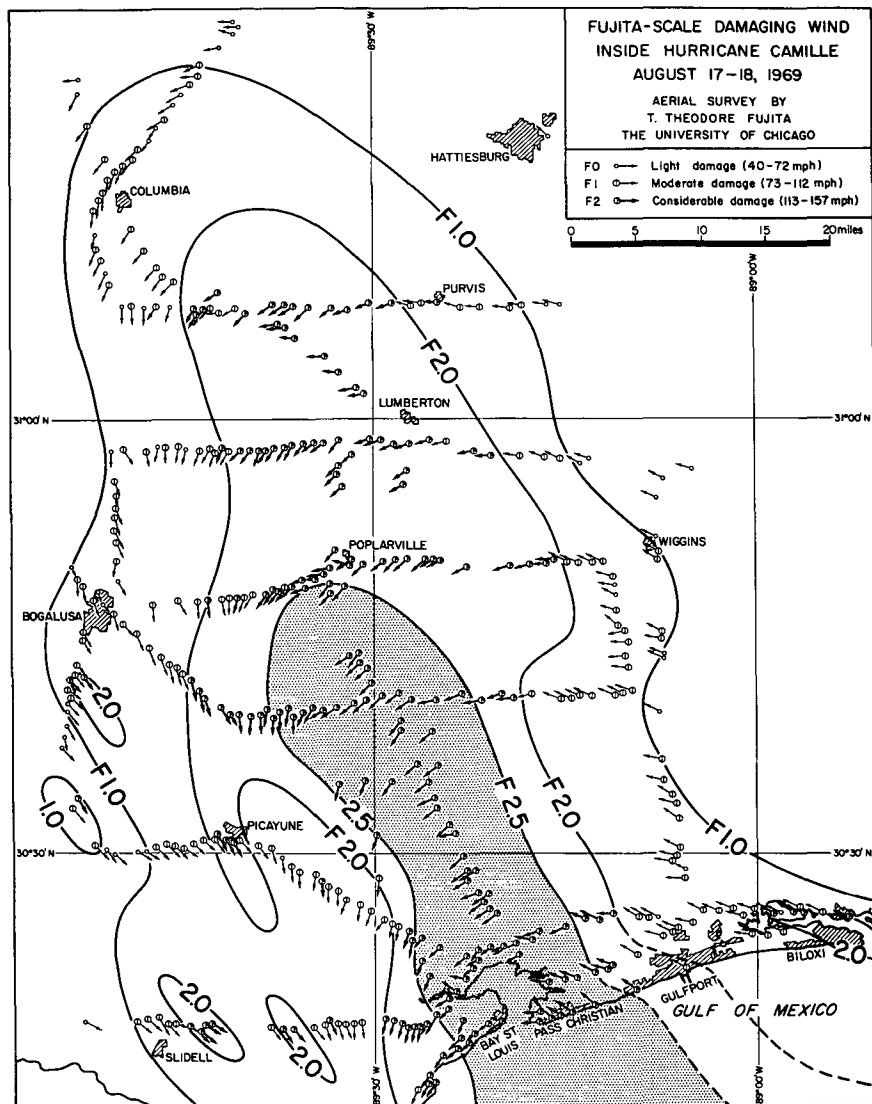 FUJITA-SCALE DAMAGING WIND
INSIDE HURRICANE CAMILLE
AUGUST 17-18, 1969
AERIAL SURVEY BY
T. THEODORE FUJITA
THE UNIVERSITY OF CHICAGO
F0 Light damage (40-72 mph)
F1 Moderate damage (73-112 mph)
F2 Considerable damage (113-157 mph)
0 5 10 15 20 miles
HATTIESBURG
COLUMBIA
F1.0
89°00'W
PURVIS
F2.0
LUMBERTON
31°00'N
31°00'N
POPLARVILLE
WIGGINS
BOGALUSA
2.0
F1.0
1.0
PICAYUNE
F2.0
2.5
F2.5
F2.0
F1.0
30°30'N
30°30'N
BILOXI
2.0
GULFPORT
GULF OF MEXICO
PASS CHRISTIAN
BAY ST
LOUIS
2.0
2.0
SLIDELL
89°00'W